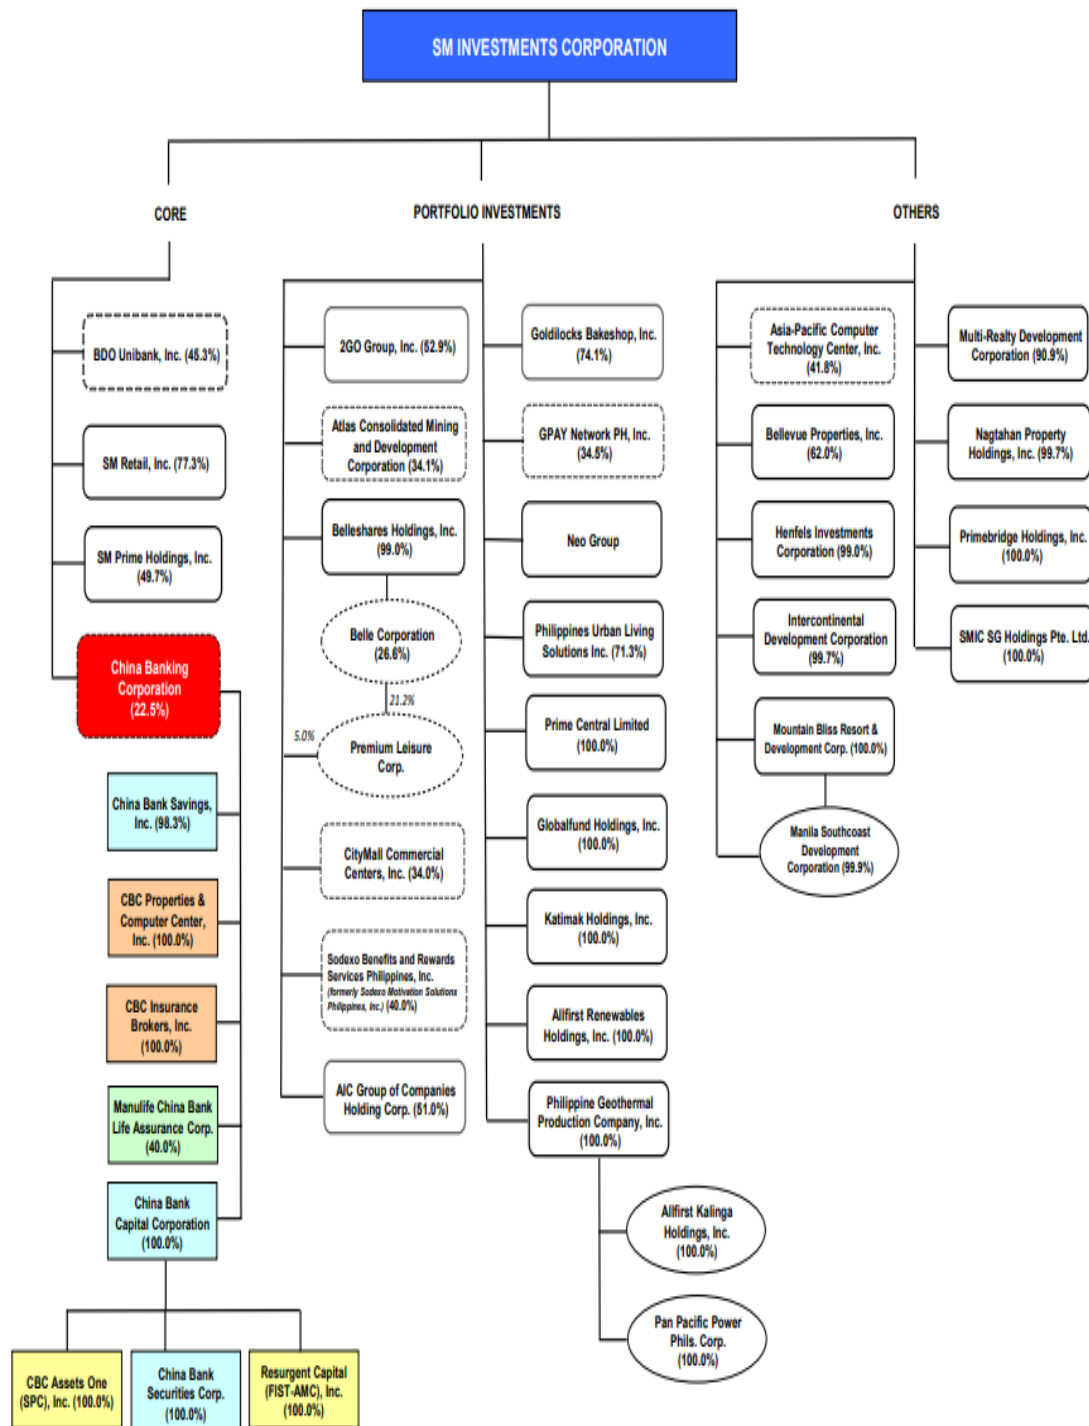 SM INVESTMENTS CORPORATION
CORE
PORTFOLIO INVESTMENTS
OTHERS
BDO Unibank, Inc. (45.3%)
SM Retail, Inc. (77.3%)
SM Prime Holdings, Inc.
(49.7%)
China Banking
Corporation
(22.5%)
China Bank Savings,
Inc. (98.3%)
CBC Properties &
Computer Center,
Inc. (100.0%)
CBC Insurance
Brokers, Inc.
(100.0%)
Manulife China Bank
Life Assurance Corp.
(40.0%)
China Bank
Capital Corporation
(100.0%)
CBC Assets One
(SPC), Inc. (100.0%)
China Bank
Securities Corp.
(100.0%)
Resurgent Capital
(FIST-AMC), Inc.
(100.0%)
2GO Group, Inc. (52.9%)
Atlas Consolidated Mining
and Development
Corporation (34.1%)
Belleshares Holdings, Inc.
(99.0%)
Belle Corporation
(26.6%)
21.2%
5.0%
Premium Leisure
Corp.
CityMall Commercial
Centers, Inc. (34.0%)
Sodexo Benefits and Rewards
Services Philippines, Inc.
(formerly Sodexo Motivation Solutions
Philippines, Inc.) (40.0%)
AIC Group of Companies
Holding Corp. (51.0%)
Goldilocks Bakeshop, Inc.
(74.1%)
GPAY Network PH, Inc.
(34.5%)
Neo Group
Philippines Urban Living
Solutions Inc. (71.3%)
Prime Central Limited
(100.0%)
Globalfund Holdings, Inc.
(100.0%)
Katimak Holdings, Inc.
(100.0%)
Allfirst Renewables
Holdings, Inc. (100.0%)
Philippine Geothermal
Production Company, Inc.
(100.0%)
Allfirst Kalinga
Holdings, Inc.
(100.0%)
Pan Pacific Power
Phils. Corp.
(100.0%)
Asia-Pacific Computer
Technology Center, Inc.
(41.8%)
Bellevue Properties, Inc.
(62.0%)
Henfels Investments
Corporation (99.0%)
Intercontinental
Development Corporation
(99.7%)
Mountain Bliss Resort &
Development Corp. (100.0%)
Manila Southcoast
Development
Corporation (99.9%)
Multi-Realty Development
Corporation (90.9%)
Nagtahan Property
Holdings, Inc. (99.7%)
Primebridge Holdings, Inc.
(100.0%)
SMIC SG Holdings Pte. Ltd.
(100.0%)